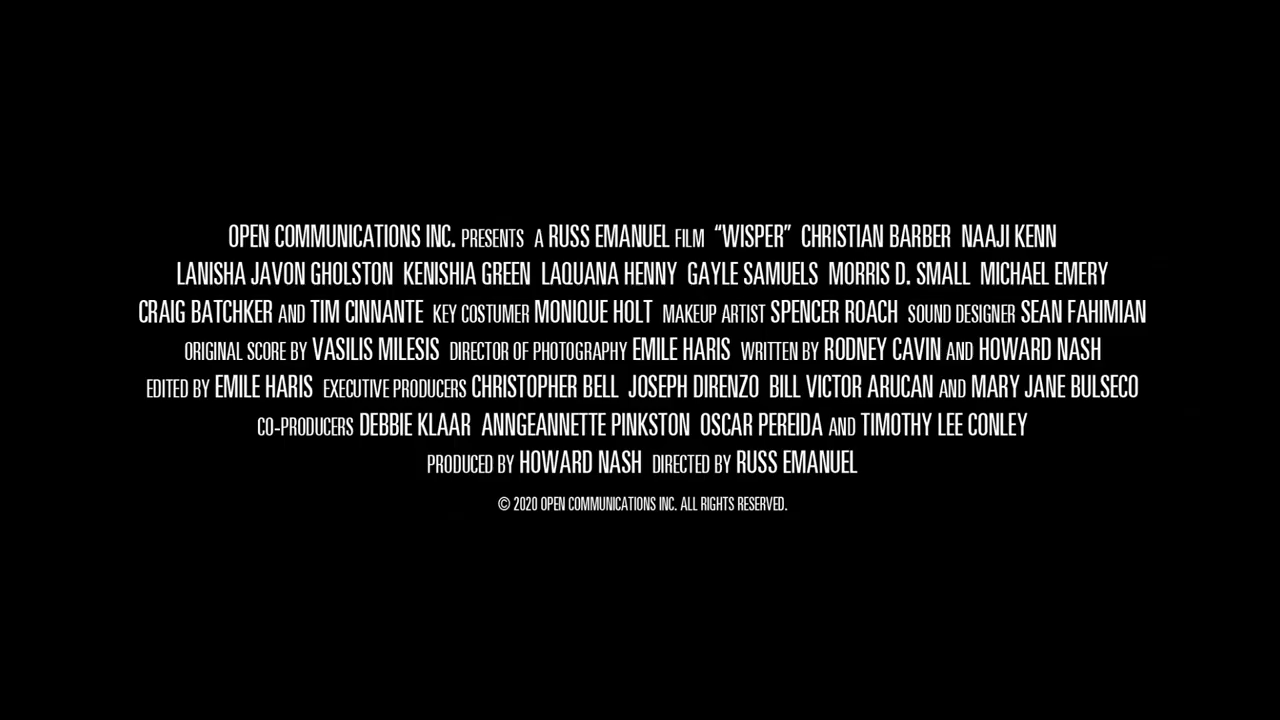 OPEN COMMUNICATIONS INC. PRESENTS A RUSS EMANUEL FILM “WISPER” CHRISTIAN BARBER NAAJI KENN
LANISHA JAVON GHOLSTON KENISHIA GREEN LAQUANA HENNY GAYLE SAMUELS MORRIS D. SMALL MICHAEL EMERY
CRAIG BATCHKER AND TIM CINNANTE KEY COSTUMER MONIQUE HOLT MAKEUP ARTIST SPENCER ROACH SOUND DESIGNER SEAN FAHIMIAN
ORIGINAL SCORE BY VASILIS MILESIS DIRECTOR OF PHOTOGRAPHY EMILE HARIS WRITTEN BY RODNEY CAVIN AND HOWARD NASH
EDITED BY EMILE HARIS EXECUTIVE PRODUCERS CHRISTOPHER BELL JOSEPH DIRENZO BILL VICTOR ARUCAN AND MARY JANE BULSECO
CO-PRODUCERS DEBBIE KLAAR ANNGEANNETTE PINKSTON OSCAR PEREIDA AND TIMOTHY LEE CONLEY
PRODUCED BY HOWARD NASH DIRECTED BY RUSS EMANUEL
© 2020 OPEN COMMUNICATIONS INC. ALL RIGHTS RESERVED.